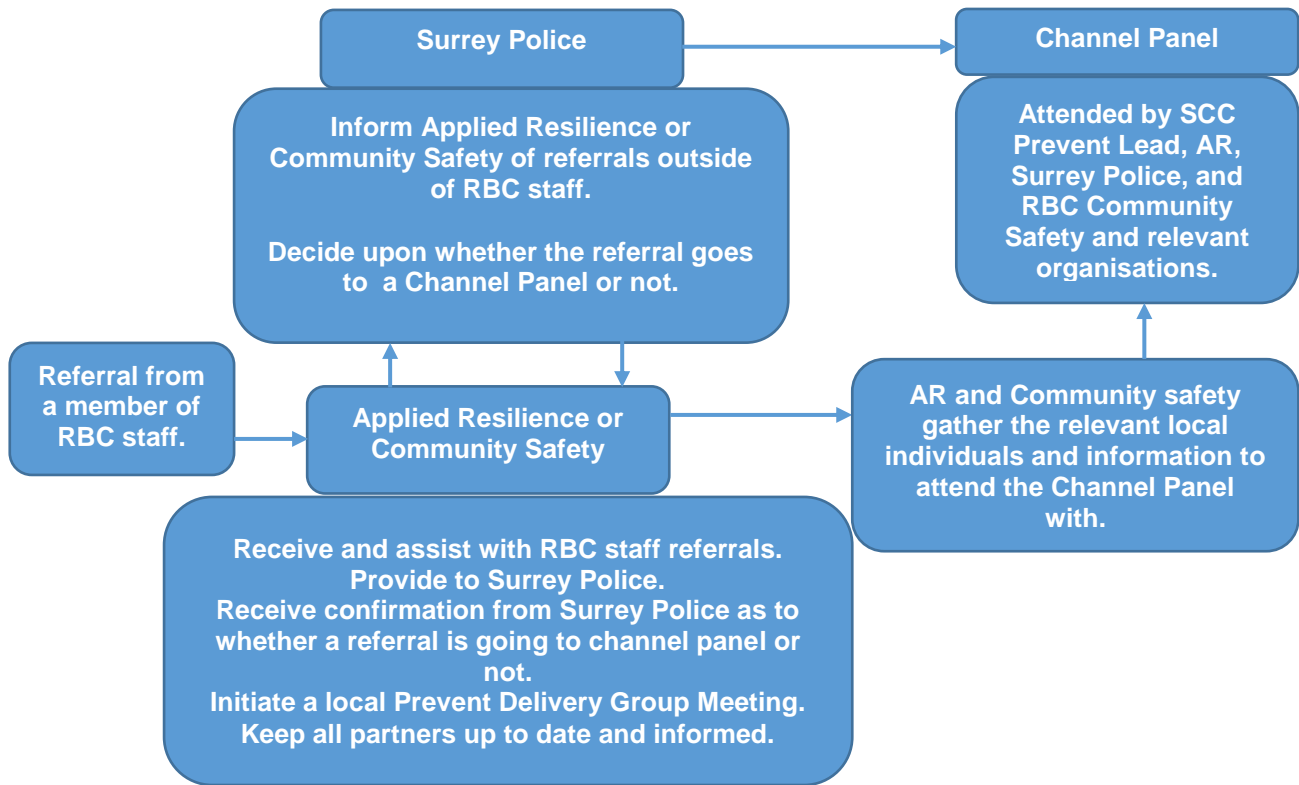 Surrey Police
Channel Panel
Inform Applied Resilience or
Community Safety of referrals outside
of RBC staff.
Decide upon whether the referral goes
to a Channel Panel or not.
Attended by SCC
Prevent Lead, AR,
Surrey Police, and
RBC Community
Safety and relevant
organisations.
Referral from
a member of
RBC staff.
Applied Resilience or
Community Safety
AR and Community safety
gather the relevant local
individuals and information to
attend the Channel Panel
with.
Receive and assist with RBC staff referrals.
Provide to Surrey Police.
Receive confirmation from Surrey Police as to
whether a referral is going to channel panel or
not.
Initiate a local Prevent Delivery Group Meeting.
Keep all partners up to date and informed.